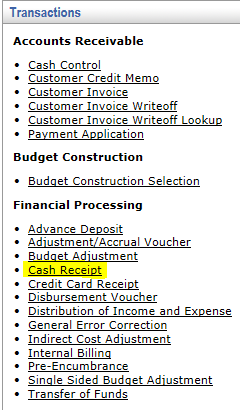 Transactions
Accounts Receivable
Cash Control
Customer Credit Memo
Customer Invoice
Customer Invoice Writeoff
Customer Invoice Writeoff Lookup
Payment Application
Budget Construction
Budget Construction Selection
Financial Processing
Advance Deposit
Adjustment/Accrual Voucher
Budget Adjustment
Cash Receipt
Credit Card Receipt
Disbursement Voucher
Distribution of Income and Expense
General Error Correction
Indirect Cost Adjustment
Internal Billing
Pre-Encumbrance
Single Sided Budget Adjustment
Transfer of Funds